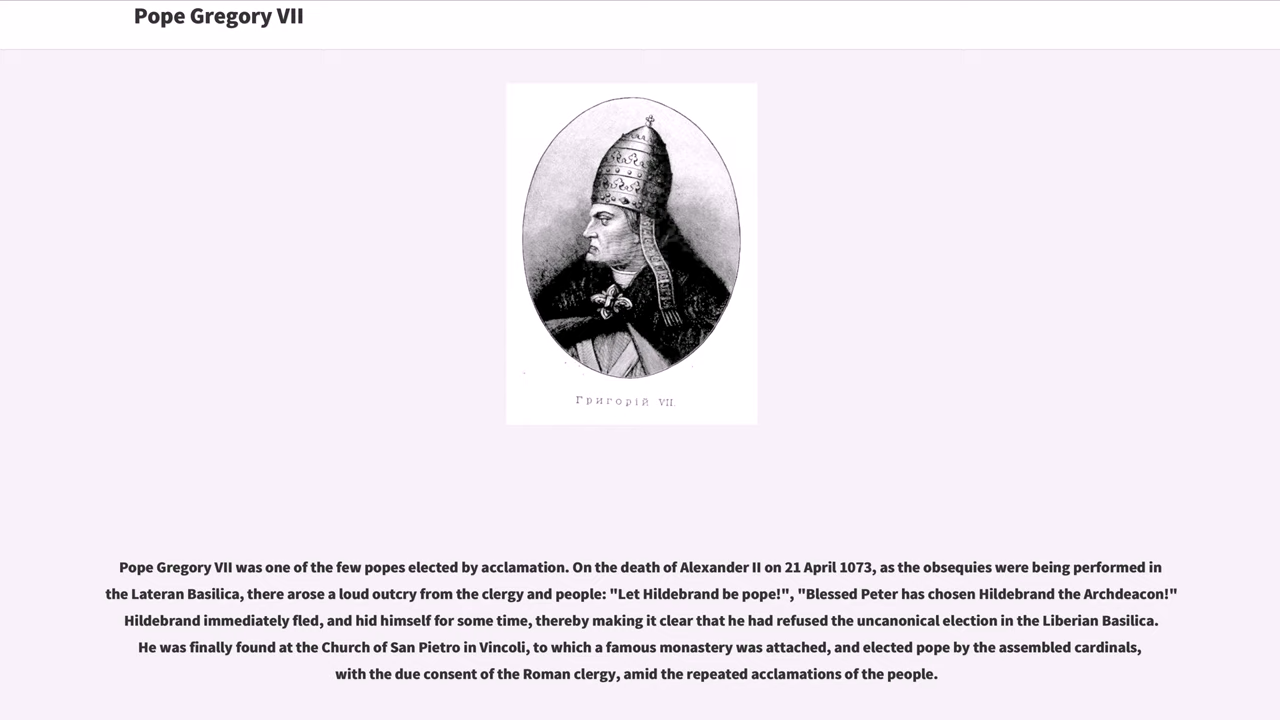 Pope Gregory VII
Григорій VII.
Pope Gregory VII was one of the few popes elected by acclamation. On the death of Alexander II on 21 April 1073, as the obsequies were being performed in
the Lateran Basilica, there arose a loud outcry from the clergy and people: "Let Hildebrand be pope!", "Blessed Peter has chosen Hildebrand the Archdeacon!"
Hildebrand immediately fled, and hid himself for some time, thereby making it clear that he had refused the uncanonical election in the Liberian Basilica.
He was finally found at the Church of San Pietro in Vincoli, to which a famous monastery was attached, and elected pope by the assembled cardinals,
with the due consent of the Roman clergy, amid the repeated acclamations of the people.